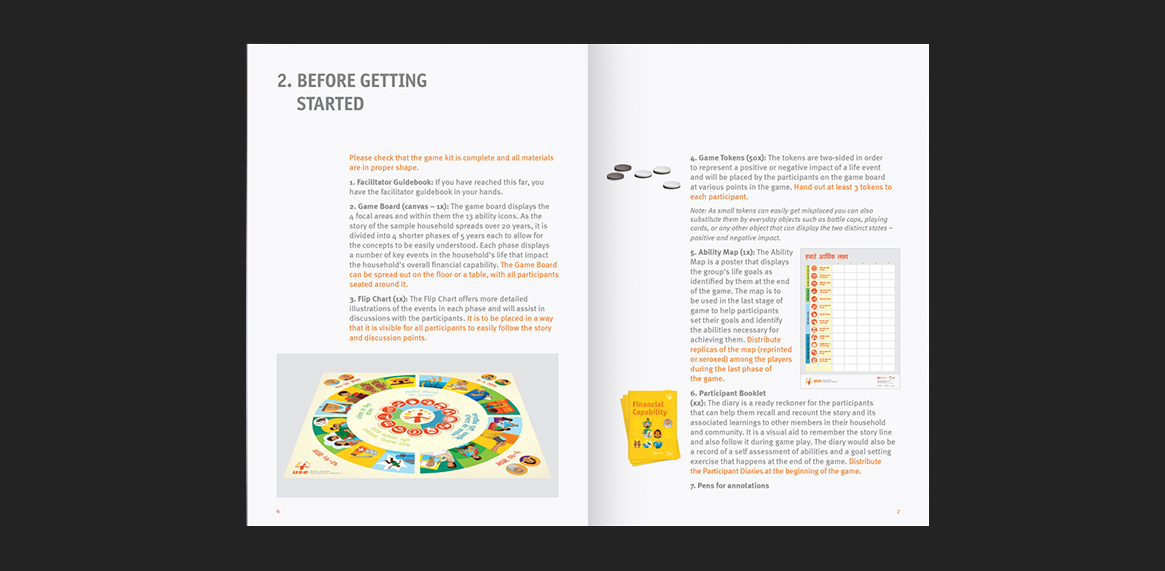 2. BEFORE GETTING
STARTED
Please check that the game kit is complete and all materials
are in proper shape.
1. Facilitator Guidebook: If you have reached this far, you
have the facilitator guidebook in your hands.
2. Game Board (canvas – 1x): The game board displays the
4 focal areas and within them the 13 ability icons. As the
story of the sample household spreads over 20 years, it is
divided into 4 shorter phases of 5 years each to allow for
the concepts to be easily understood. Each phase displays
a number of key events in the household's life that impact
the household's overall financial capability. The Game Board
can be spread out on the floor or a table, with all participants
seated around it.
3. Flip Chart (1x): The Flip Chart offers more detailed
illustrations of the events in each phase and will assist in
discussions with the participants. It is to be placed in a way
that it is visible for all participants to easily follow the story
and discussion points.
use
6
4. Game Tokens (50x): The tokens are two-sided in order
to represent a positive or negative impact of a life event
and will be placed by the participants on the game board
at various points in the game. Hand out at least 3 tokens to
each participant.
Note: As small tokens can easily get misplaced you can also
substitute them by everyday objects such as bottle caps, playing
cards, or any other object that can display the two distinct states –
positive and negative impact.
5. Ability Map (1x): The Ability
Map is a poster that displays
the group's life goals as
identified by them at the end
of the game. The map is to
be used in the last stage of
game to help participants
set their goals and identify
the abilities necessary for
achieving them. Distribute
replicas of the map (reprinted
or xeroxed) among the players
during the last phase of
the game.
हमारे आर्थिक लक्ष्य
use
Financial
Capability
6. Participant Booklet
(xx): The diary is a ready reckoner for the participants
that can help them recall and recount the story and its
associated learnings to other members in their household
and community. It is a visual aid to remember the story line
and also follow it during game play. The diary would also be
a record of a self assessment of abilities and a goal setting
exercise that happens at the end of the game. Distribute
the Participant Diaries at the beginning of the game.
7. Pens for annotations
7